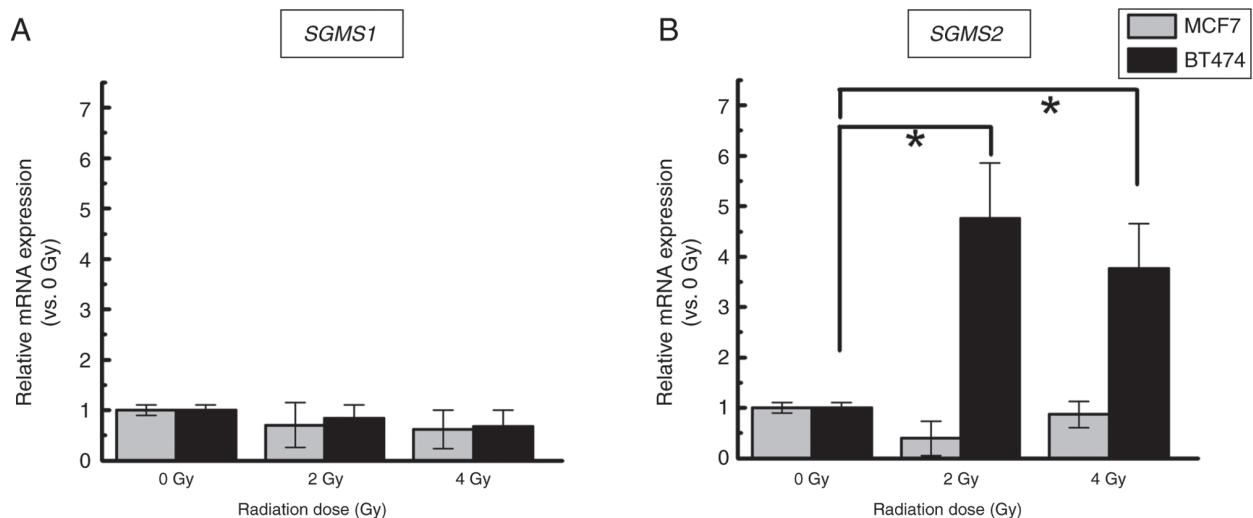 A
SGMS1
Relative mRNA expression
(vs. 0 Gy)
7
6
5
4
3
2
1
0
0 Gy
2 Gy
4 Gy
Radiation dose (Gy)
B
SGMS2
MCF7
BT474
Relative mRNA expression
(vs. 0 Gy)
7
6
5
4
3
2
1
0
*
*
0 Gy
2 Gy
4 Gy
Radiation dose (Gy)